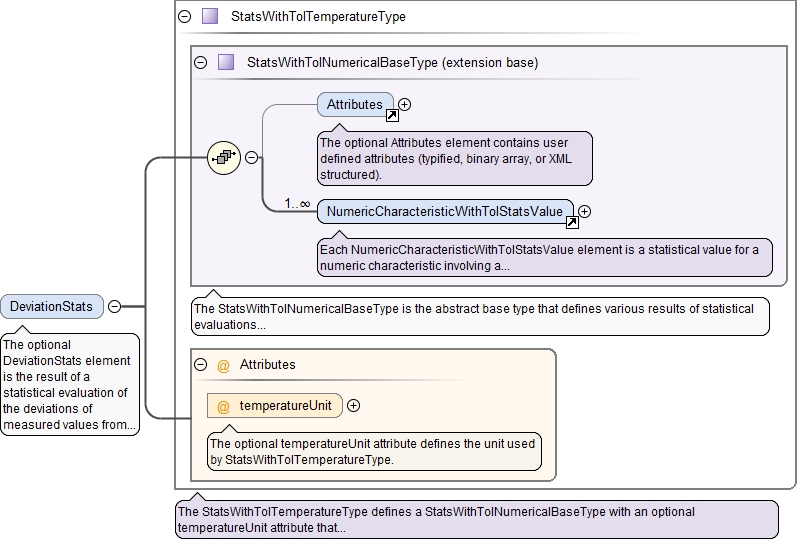 StatsWithTolTemperatureType
StatsWithTolNumericalBaseType (extension base)
Attributes
The optional Attributes element contains user
defined attributes (typified, binary array, or XML
structured).
1..∞
NumericCharacteristicWithTolStatsValue
Each NumericCharacteristicWithTolStatsValue element is a statistical value for a
numeric characteristic involving a...
The StatsWithTolNumericalBaseType is the abstract base type that defines various results of statistical
evaluations...
DeviationStats
The optional
DeviationStats element
is the result of a
statistical evaluation of
the deviations of
measured values from...
@ Attributes
@ temperatureUnit
The optional temperatureUnit attribute defines the unit used
by StatsWithTolTemperatureType.
The StatsWithTolTemperatureType defines a StatsWithTolNumericalBaseType with an optional
temperatureUnit attribute that...